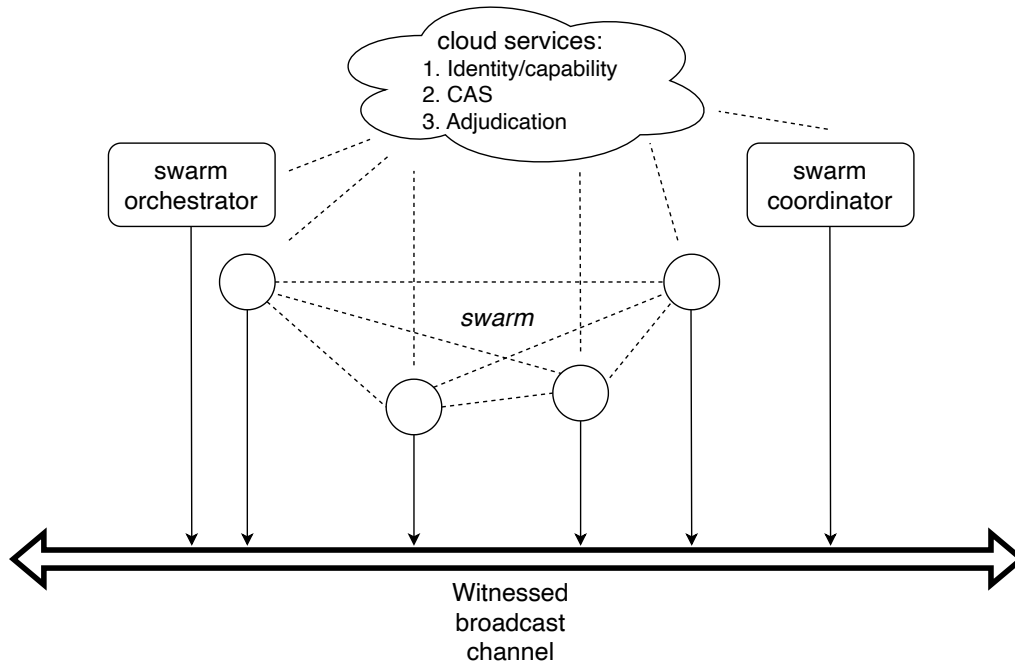 cloud services:
1. Identity/capability
2. CAS
3. Adjudication
swarm
orchestrator
swarm
coordinator
swarm
Witnessed
broadcast
channel